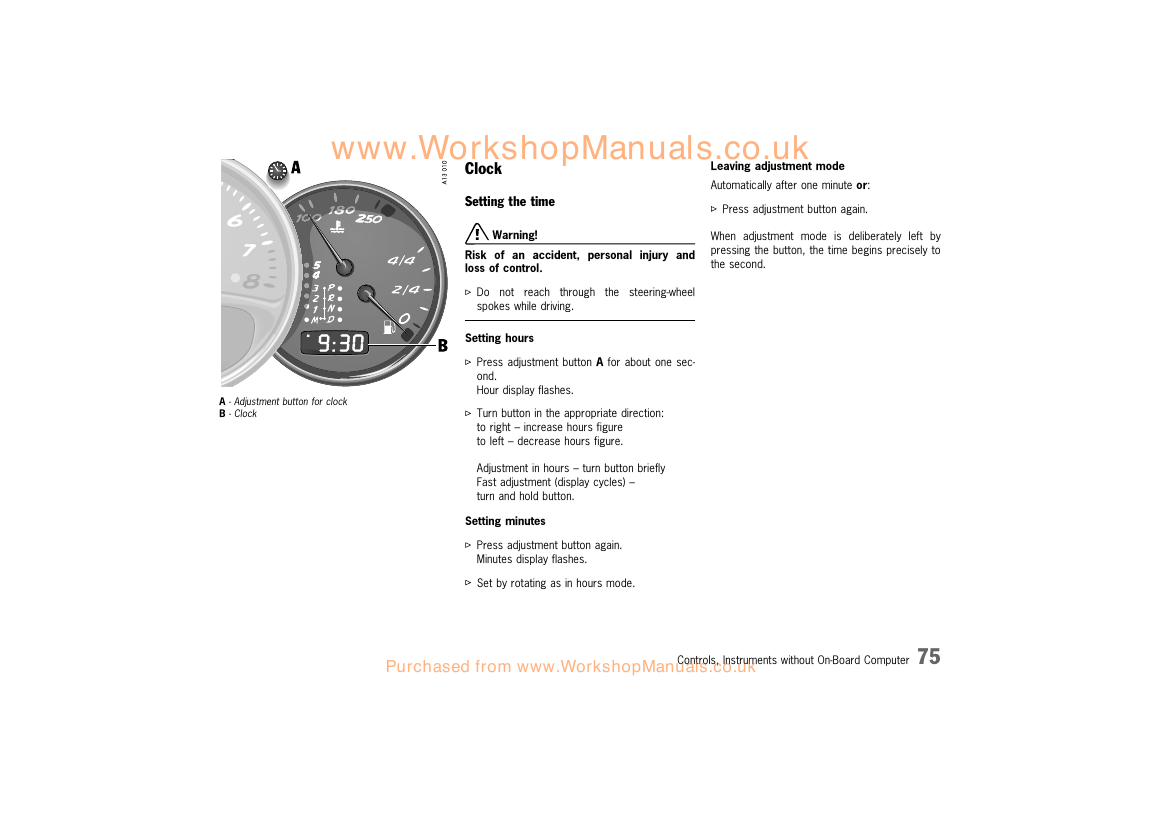 www.WorkshopManuals.co.uk
A
A13 010
100 180 250
6
7
8
4/4
2/4
0
5
4
3 P
2 R
1 N
M D
9:30
B
A - Adjustment button for clock
B - Clock
Clock
Setting the time
Warning!
Risk of an accident, personal injury and
loss of control.
▷ Do not reach through the steering-wheel
spokes while driving.
Setting hours
▷ Press adjustment button A for about one sec-
ond.
Hour display flashes.
▷ Turn button in the appropriate direction:
to right – increase hours figure
to left – decrease hours figure.
Adjustment in hours – turn button briefly
Fast adjustment (display cycles) –
turn and hold button.
Setting minutes
▷ Press adjustment button again.
Minutes display flashes.
▷ Set by rotating as in hours mode.
Leaving adjustment mode
Automatically after one minute or:
▷ Press adjustment button again.
When adjustment mode is deliberately left by
pressing the button, the time begins precisely to
the second.
Controls, Instruments without On-Board Computer 75
Purchased from www.WorkshopManuals.co.uk